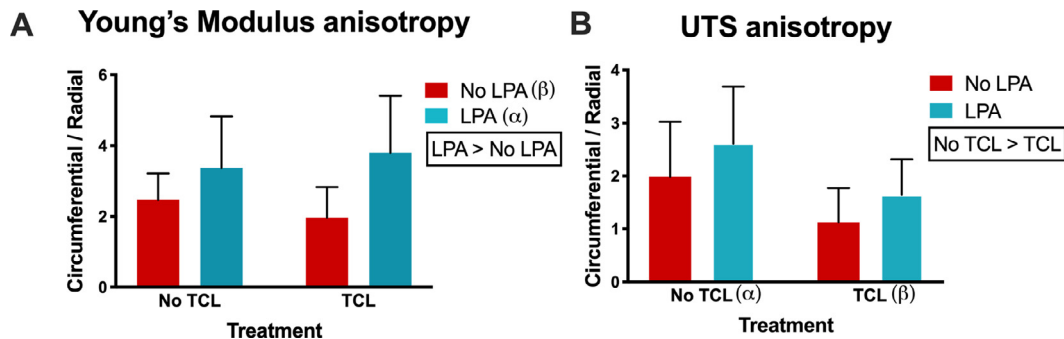 A
Young's Modulus anisotropy
Circumferential / Radial
6
4
2
0
No LPA (β)
LPA (α)
LPA > No LPA
No TCL
TCL
Treatment
B
UTS anisotropy
Circumferential / Radial
4
3
2
1
0
No LPA
LPA
No TCL > TCL
No TCL (α)
TCL (β)
Treatment